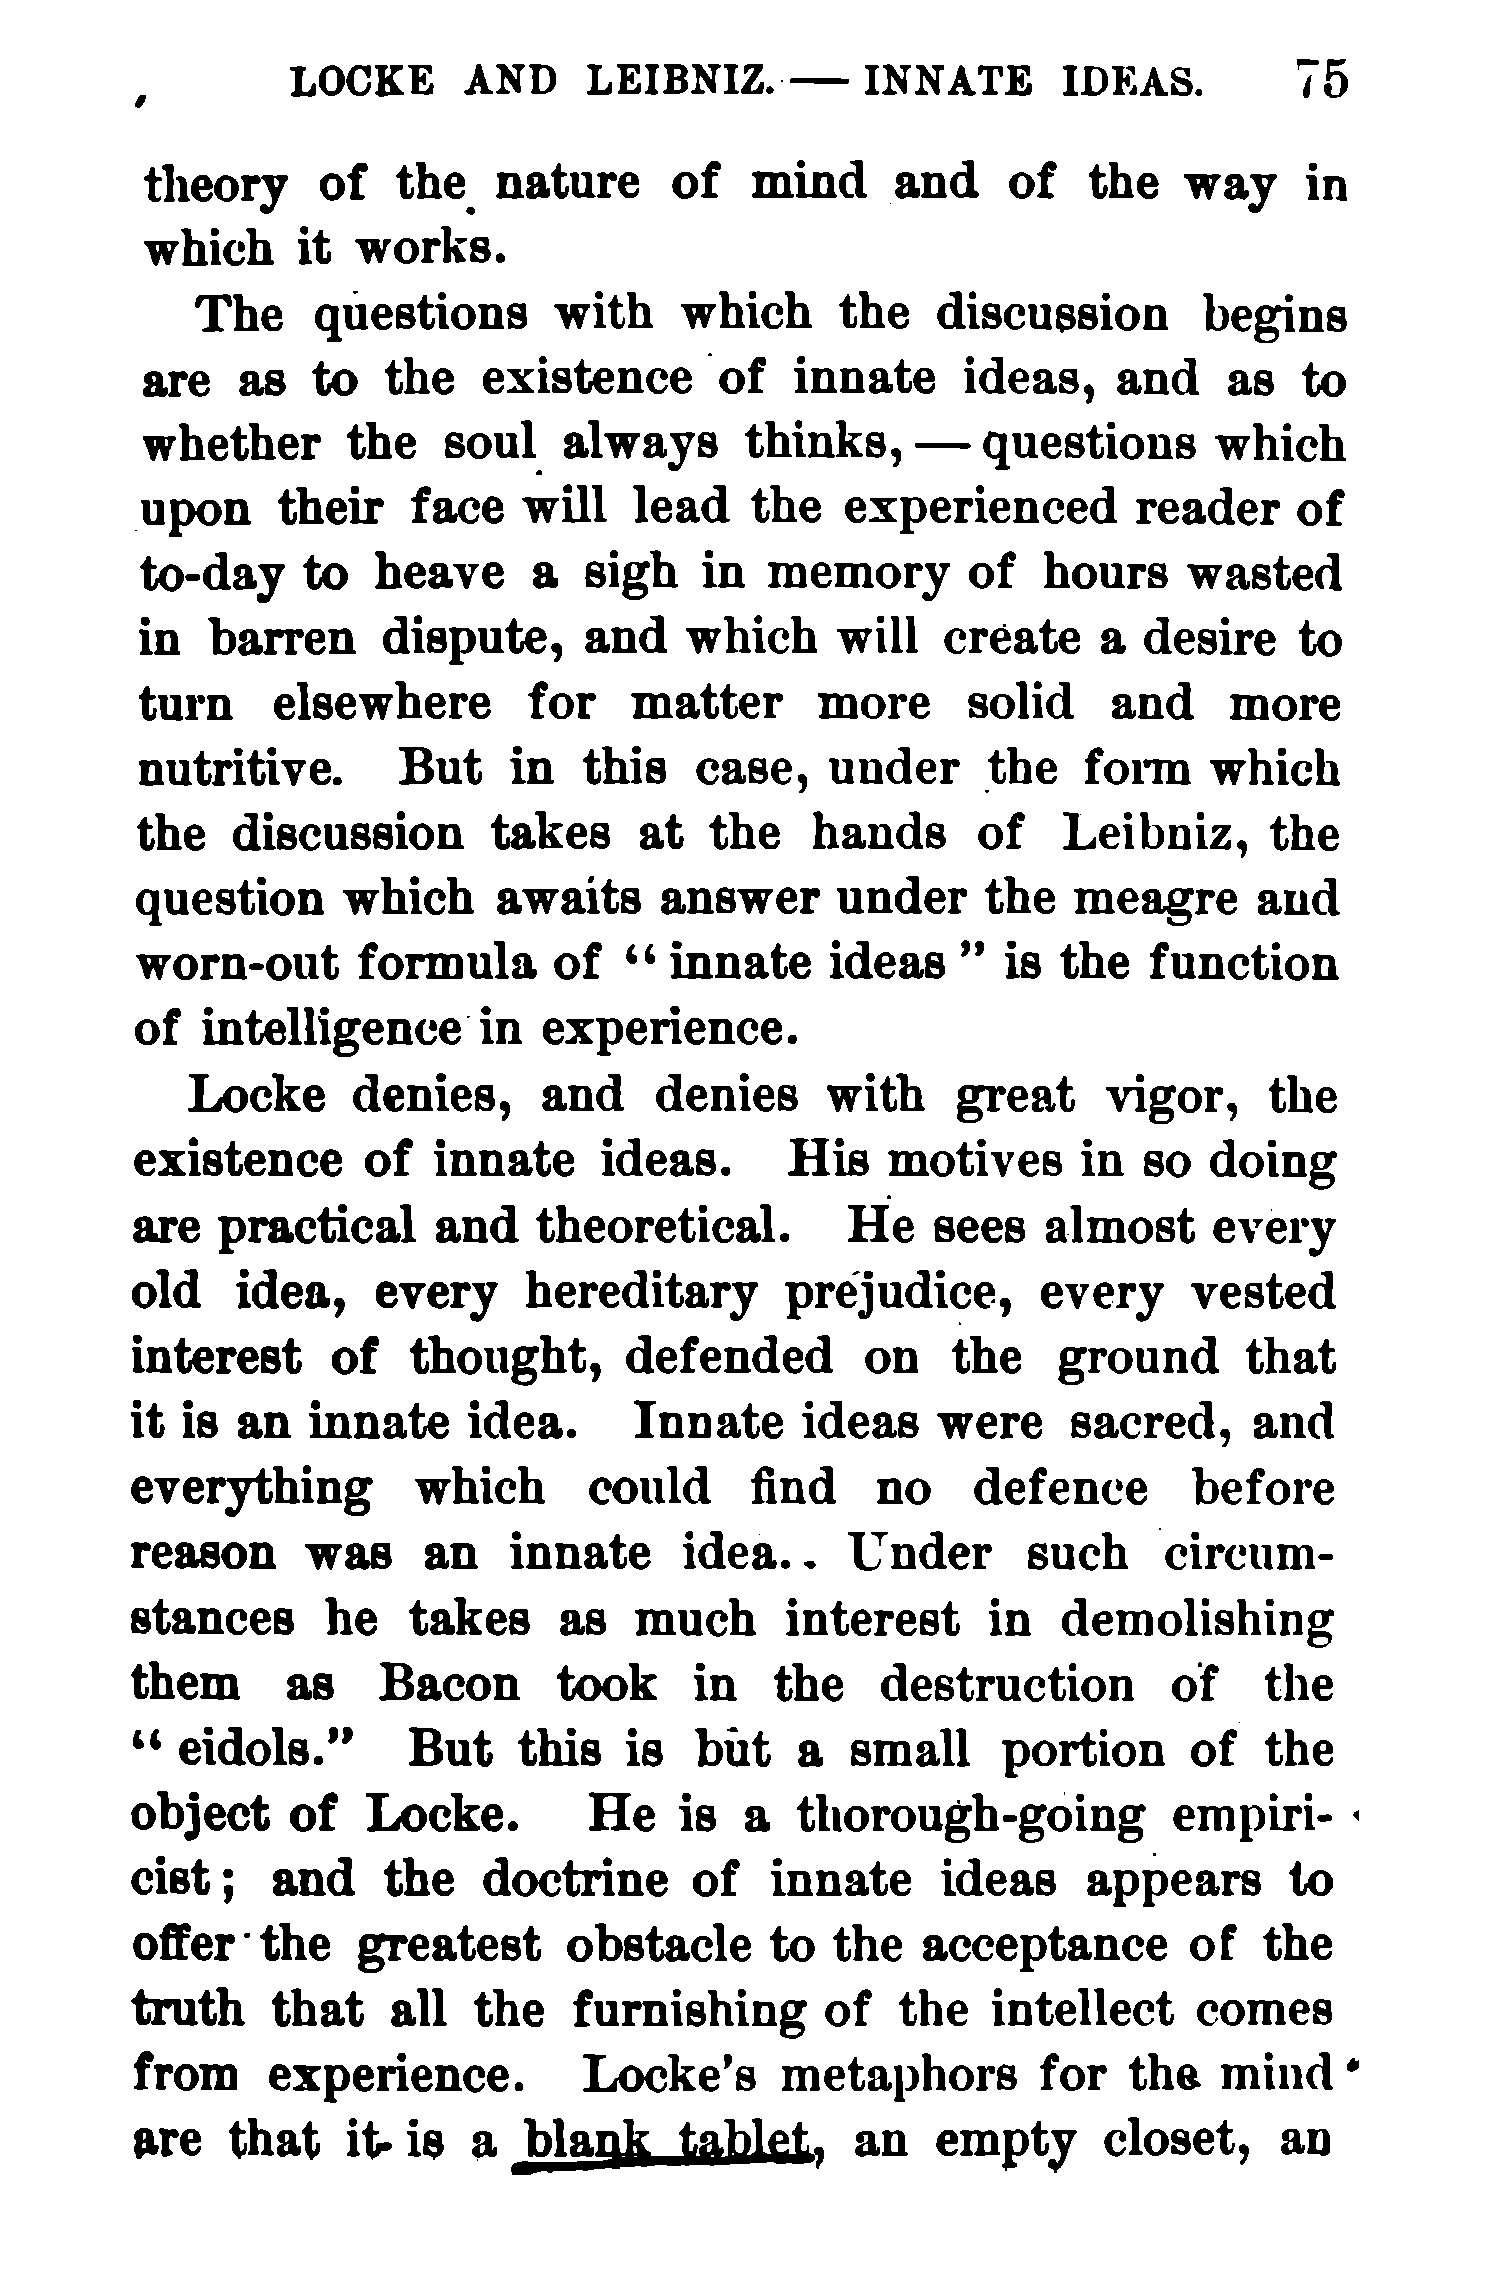 LOCKE AND LEIBNIZ. — INNATE IDEAS. 75
theory of the nature of mind and of the way in
which it works.
The questions with which the discussion begins
are as to the existence of innate ideas, and as to
whether the soul always thinks, — questions which
upon their face will lead the experienced reader of
to-day to heave a sigh in memory of hours wasted
in barren dispute, and which will create a desire to
turn elsewhere for matter more solid and more
nutritive. But in this case, under the form which
the discussion takes at the hands of Leibniz, the
question which awaits answer under the meagre and
worn-out formula of “ innate ideas ” is the function
of intelligence in experience.
Locke denies, and denies with great vigor, the
existence of innate ideas. His motives in so doing
are practical and theoretical. He sees almost every
old idea, every hereditary prejudice, every vested
interest of thought, defended on the ground that
it is an innate idea. Innate ideas were sacred, and
everything which could find no defence before
reason was an innate idea. Under such circum-
stances he takes as much interest in demolishing
them as Bacon took in the destruction of the
“ eidols.” But this is but a small portion of the
object of Locke. He is a thorough-going empiri-
cist ; and the doctrine of innate ideas appears to
offer the greatest obstacle to the acceptance of the
truth that all the furnishing of the intellect comes
from experience. Locke’s metaphors for the mind
are that it is a blank tablet, an empty closet, an